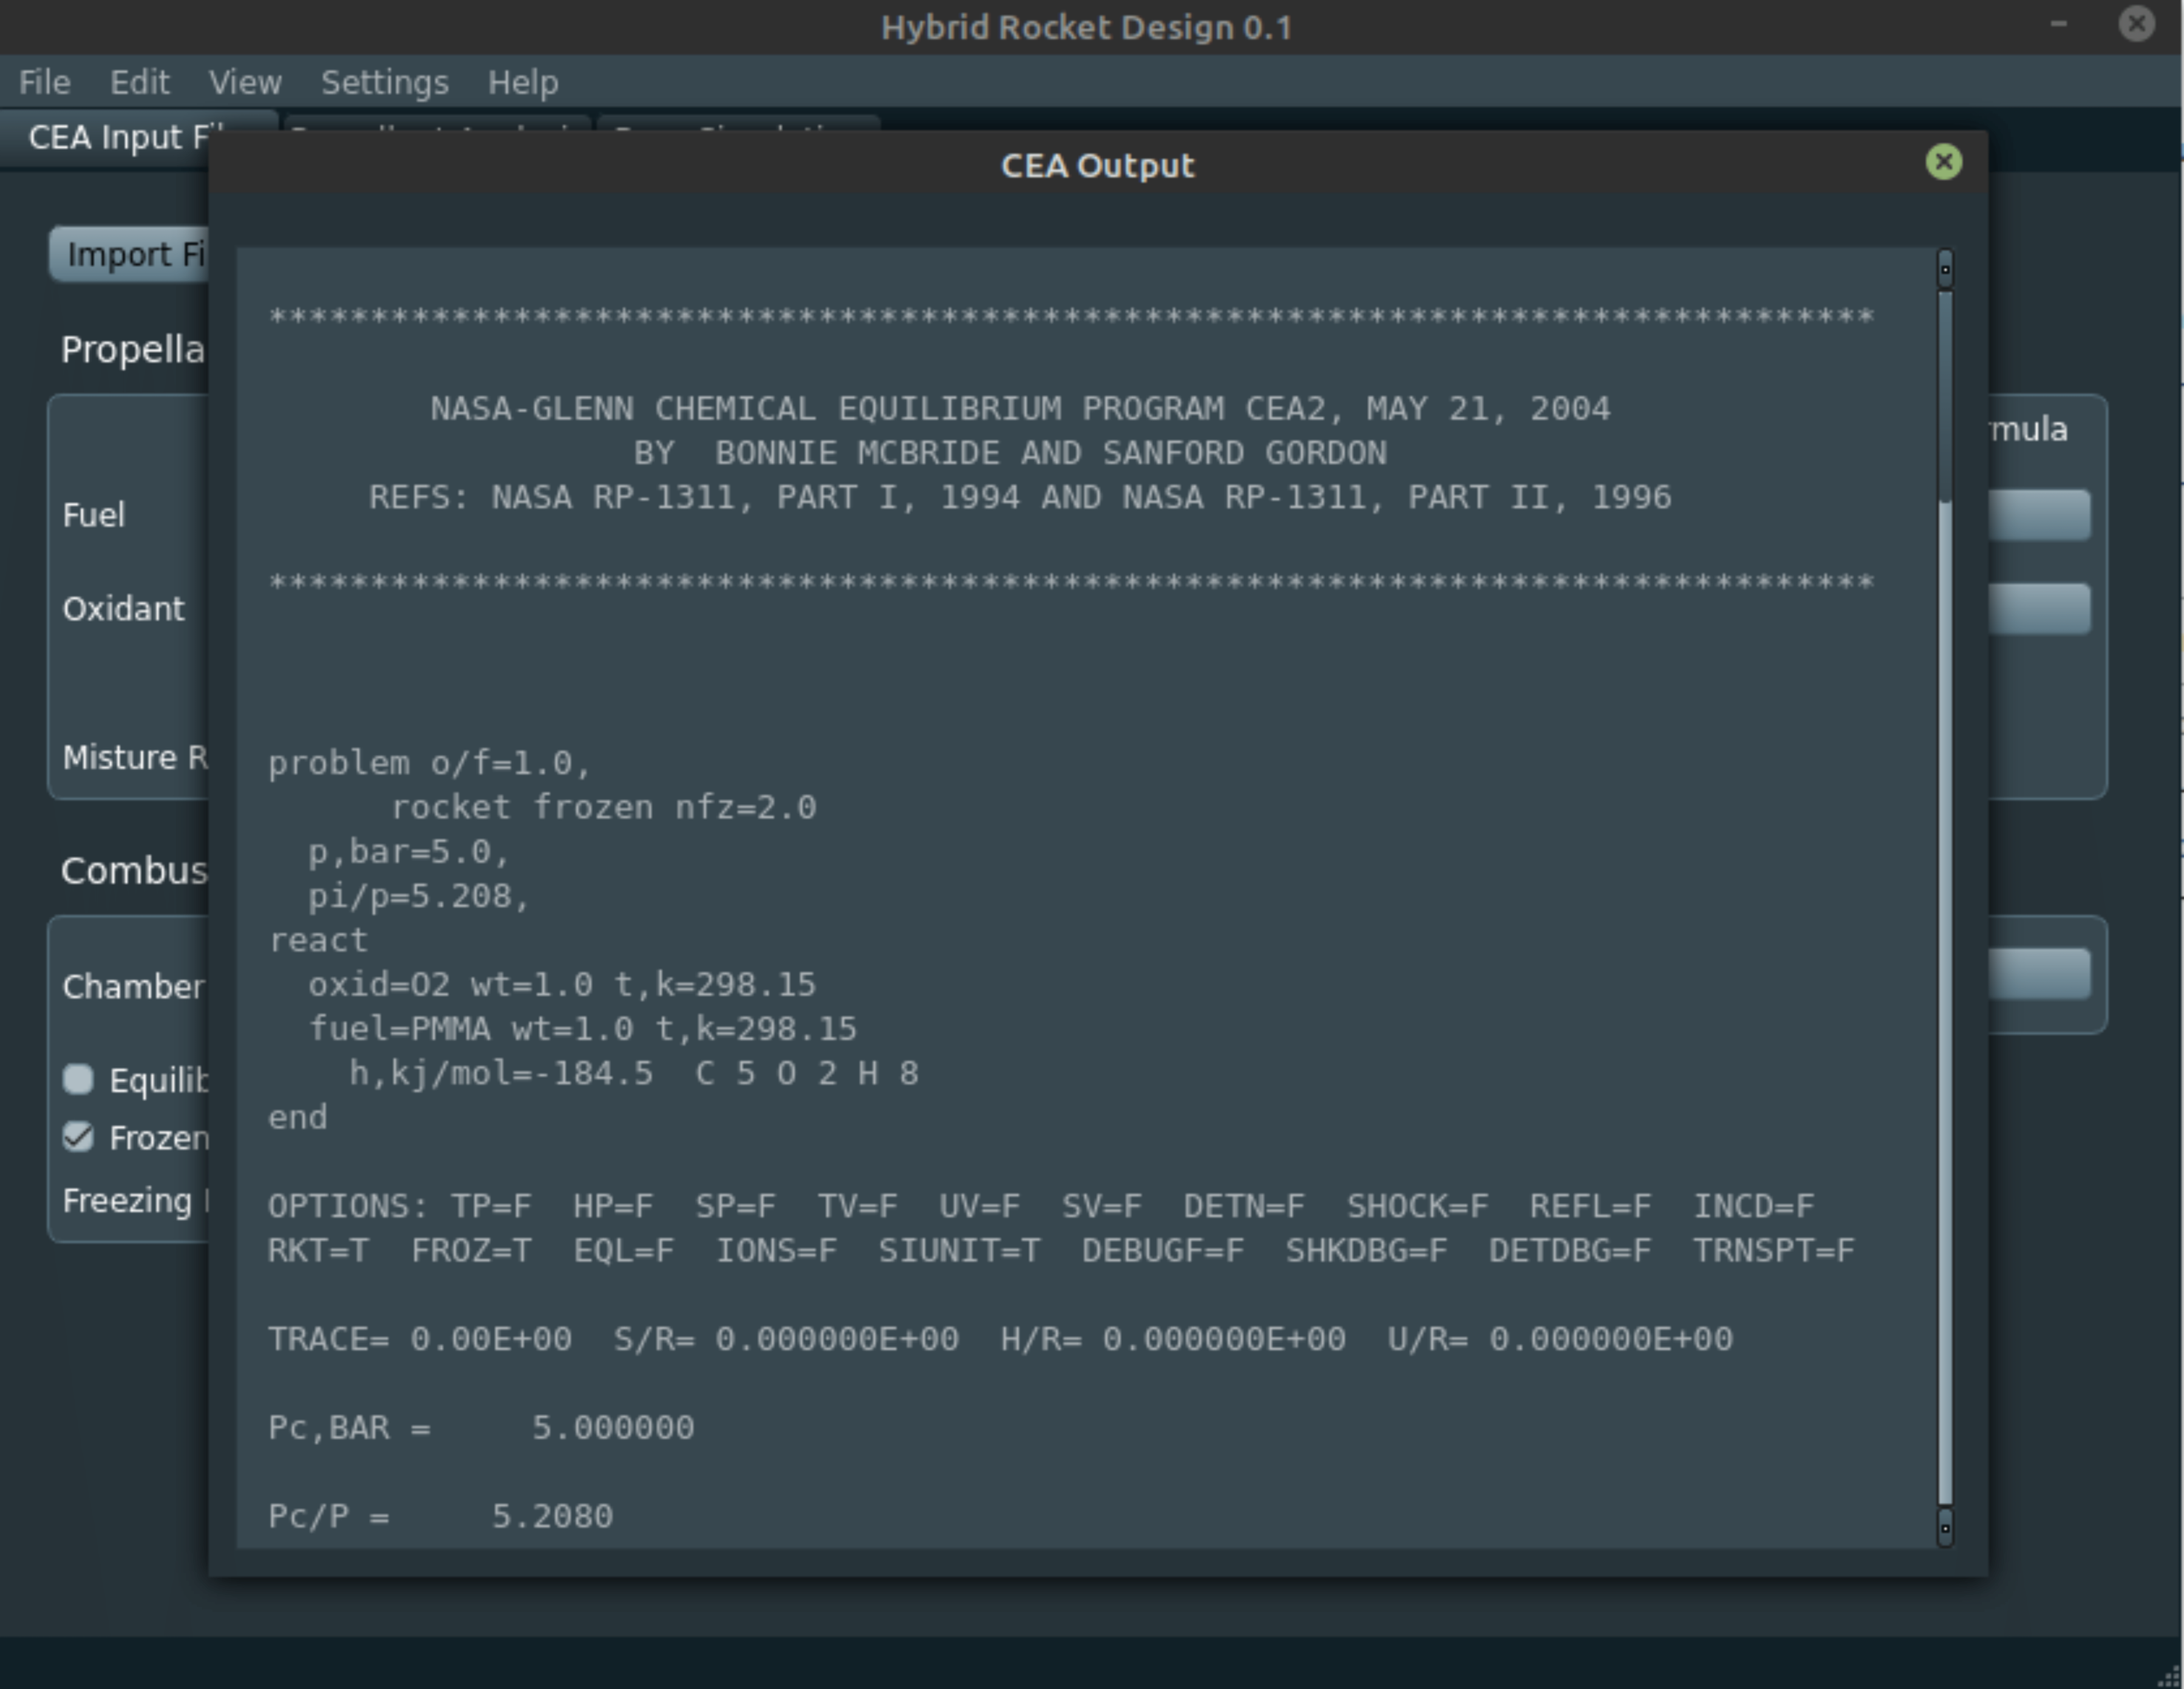 Hybrid Rocket Design 0.1
File Edit View Settings Help
CEA Input
CEA Output
Import
NASA-GLENN CHEMICAL EQUILIBRIUM PROGRAM CEA2, MAY 21, 2004
BY BONNIE MCBRIDE AND SANFORD GORDON
REFS: NASA RP-1311, PART I, 1994 AND NASA RP-1311, PART II, 1996
Fuel
Oxidant
Misture
problem o/f=1.0,
rocket frozen nfz=2.0
p,bar=5.0,
pi/p=5.208,
react
oxid=O2 wt=1.0 t,k=298.15
fuel=PMMA wt=1.0 t,k=298.15
h,kj/mol=-184.5 C 5 O 2 H 8
end
Chamber
Frozen
Freezing
OPTIONS: TP=F HP=F SP=F TV=F UV=F SV=F DETN=F SHOCK=F REFL=F INCD=F
RKT=T FROZ=T EQL=F IONS=F SIUNIT=T DEBUGF=F SHKDBG=F DETDBG=F TRNSPT=F
TRACE= 0.00E+00 S/R= 0.000000E+00 H/R= 0.000000E+00 U/R= 0.000000E+00
Pc,BAR = 5.000000
Pc/P = 5.2080